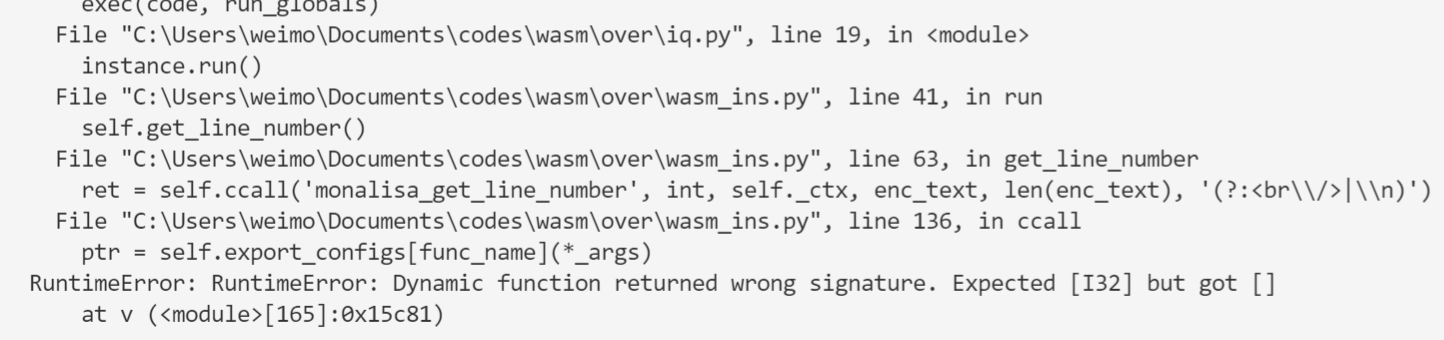 exec(code, run_globals)
File "C:\Users\weimo\Documents\codes\wasm\over\iq.py", line 19, in <module>
instance.run()
File "C:\Users\weimo\Documents\codes\wasm\over\wasm_ins.py", line 41, in run
self.get_line_number()
File "C:\Users\weimo\Documents\codes\wasm\over\wasm_ins.py", line 63, in get_line_number
ret = self.ccall('monalisa_get_line_number', int, self._ctx, enc_text, len(enc_text), '(?:<br\\/>|\\n)')
File "C:\Users\weimo\Documents\codes\wasm\over\wasm_ins.py", line 136, in ccall
ptr = self.export_configs[func_name](*_args)
RuntimeError: RuntimeError: Dynamic function returned wrong signature. Expected [I32] but got []
at v (<module>[165]:0x15c81)